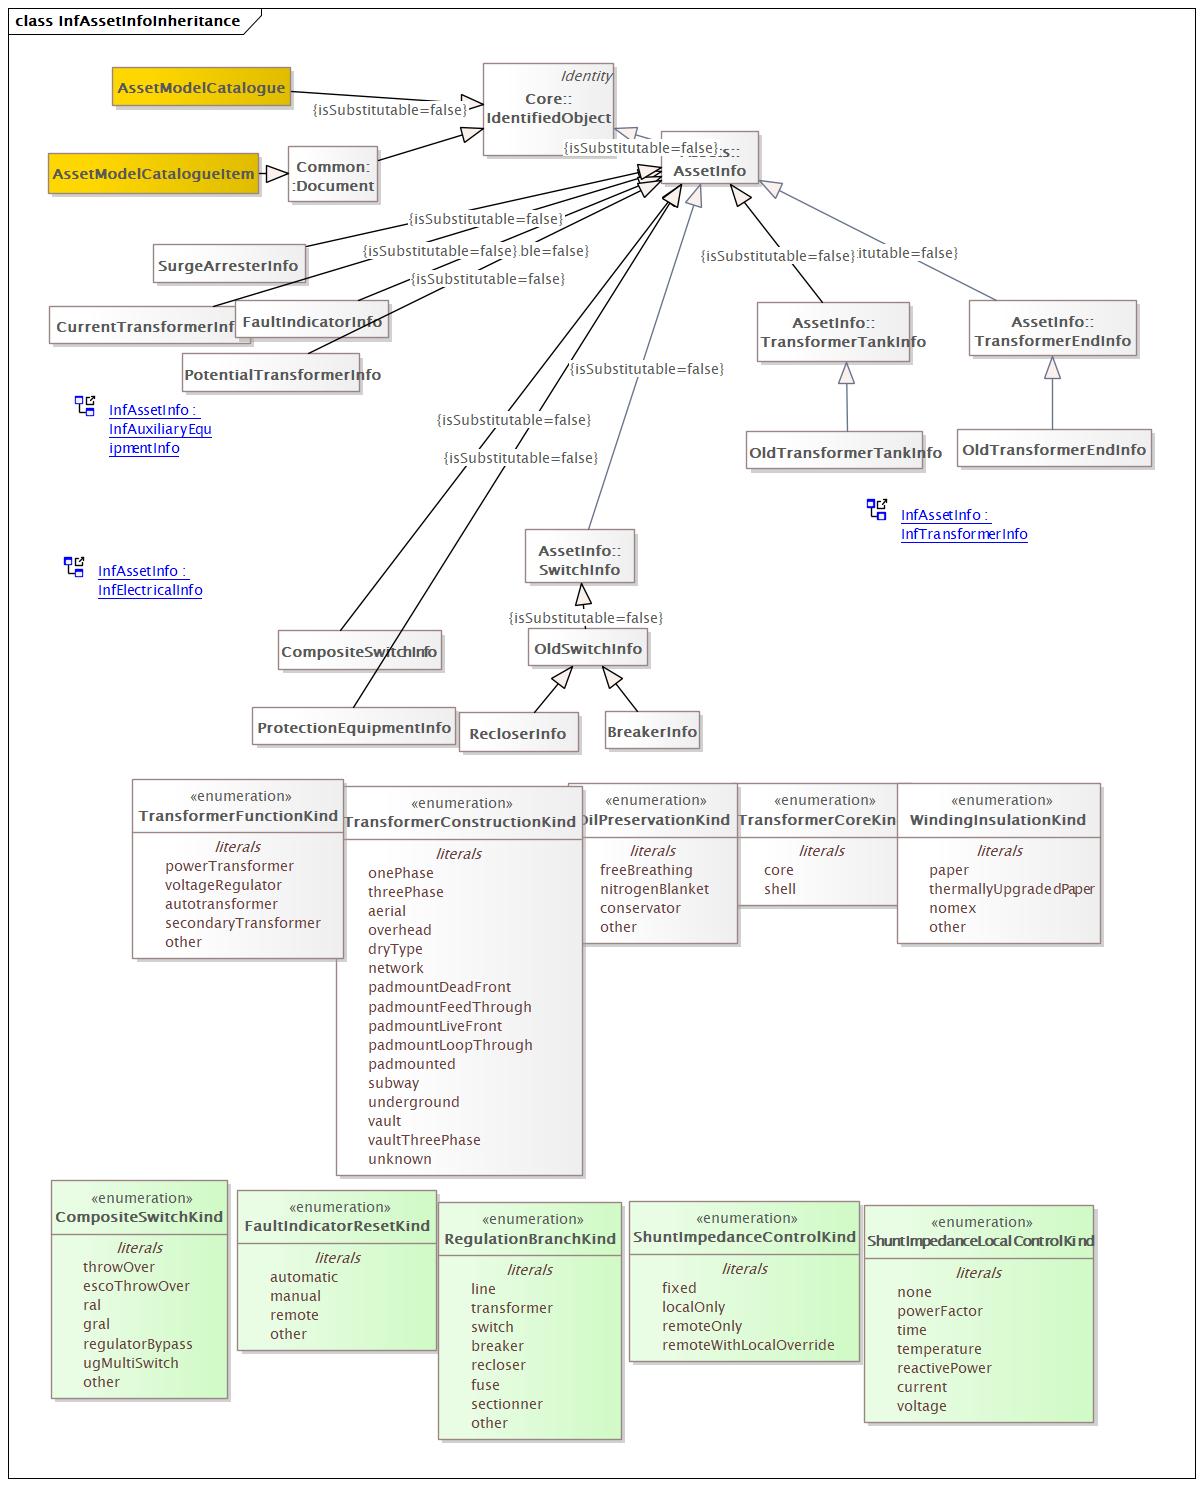 class InfAssetInfoInheritance
Identity
Core::
IdentifiedObject
AssetModelCatalogue
{isSubstitutable=false}
{isSubstitutable=false}
AssetInfo
AssetModelCatalogueItem
Common:
:Document
{isSubstitutable=false}
{isSubstitutable=false}
ble=false}
{isSubstitutable=false}
{isSubstitutable=false}
itutable=false}
SurgeArresterInfo
CurrentTransformerInf
FaultIndicatorInfo
PotentialTransformerInfo
AssetInfo::
TransformerTankInfo
AssetInfo::
TransformerEndInfo
{isSubstitutable=false}
InfAssetInfo :
InfAuxiliaryEqu
ipmentInfo
{isSubstitutable=false}
{isSubstitutable=false}
OldTransformerTankInfo
OldTransformerEndInfo
InfAssetInfo :
InfTransformerInfo
InfAssetInfo :
InfElectricalInfo
AssetInfo::
SwitchInfo
{isSubstitutable=false}
CompositeSwitchInfo
OldSwitchInfo
ProtectionEquipmentInfo
RecloserInfo
BreakerInfo
«enumeration»
TransformerFunctionKind
literals
powerTransformer
voltageRegulator
autotransformer
secondaryTransformer
other
«enumeration»
TransformerConstructionKind
literals
onePhase
threePhase
aerial
overhead
dryType
network
padmountDeadFront
padmountFeedThrough
padmountLiveFront
padmountLoopThrough
padmounted
subway
underground
vault
vaultThreePhase
unknown
«enumeration»
OilPreservationKind
literals
freeBreathing
nitrogenBlanket
conservator
other
«enumeration»
TransformerCoreKin
literals
core
shell
«enumeration»
WindingInsulationKind
literals
paper
thermallyUpgradedPaper
nomex
other
«enumeration»
CompositeSwitchKind
literals
throwOver
escoThrowOver
ral
gral
regulatorBypass
ugMultiSwitch
other
«enumeration»
FaultIndicatorResetKind
literals
automatic
manual
remote
other
«enumeration»
RegulationBranchKind
literals
line
transformer
switch
breaker
recloser
fuse
sectionner
other
«enumeration»
ShuntImpedanceControlKind
literals
fixed
localOnly
remoteOnly
remoteWithLocalOverride
«enumeration»
ShuntImpedanceLocalControlKind
literals
none
powerFactor
time
temperature
reactivePower
current
voltage